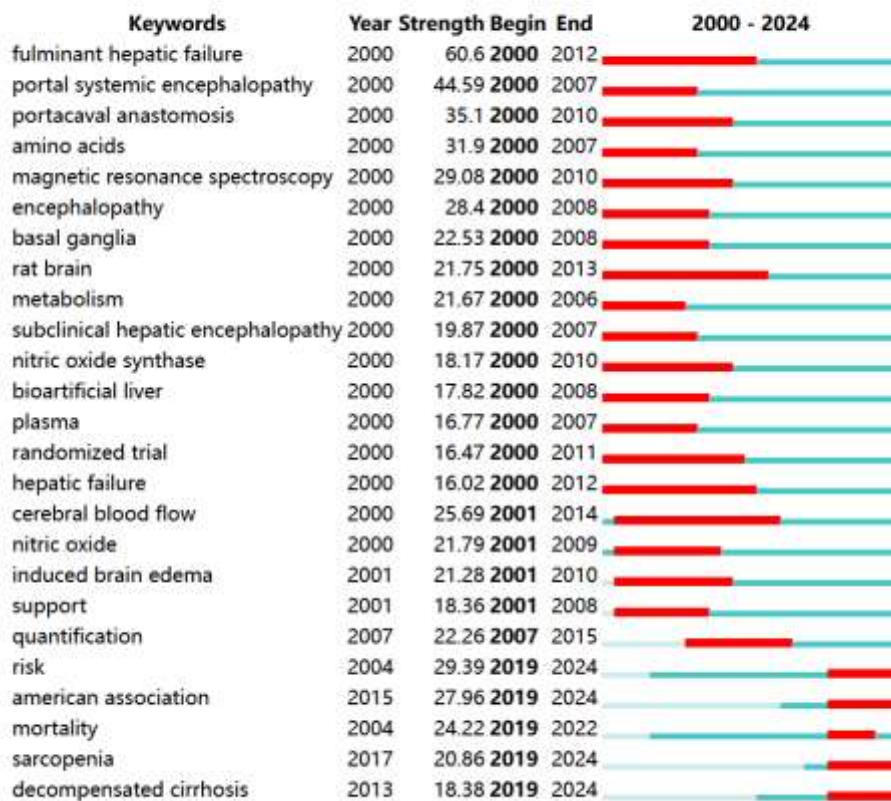 Keywords Year Strength Begin End 2000 - 2024
fulminant hepatic failure 2000 60.6 2000 2012
portal systemic encephalopathy 2000 44.59 2000 2007
portacaval anastomosis 2000 35.1 2000 2010
amino acids 2000 31.9 2000 2007
magnetic resonance spectroscopy 2000 29.08 2000 2010
encephalopathy 2000 28.4 2000 2008
basal ganglia 2000 22.53 2000 2008
rat brain 2000 21.75 2000 2013
metabolism 2000 21.67 2000 2006
subclinical hepatic encephalopathy 2000 19.87 2000 2007
nitric oxide synthase 2000 18.17 2000 2010
bioartificial liver 2000 17.82 2000 2008
plasma 2000 16.77 2000 2007
randomized trial 2000 16.47 2000 2011
hepatic failure 2000 16.02 2000 2012
cerebral blood flow 2000 25.69 2001 2014
nitric oxide 2000 21.79 2001 2009
induced brain edema 2001 21.28 2001 2010
support 2001 18.36 2001 2008
quantification 2007 22.26 2007 2015
risk 2004 29.39 2019 2024
american association 2015 27.96 2019 2024
mortality 2004 24.22 2019 2022
sarcopenia 2017 20.86 2019 2024
decompensated cirrhosis 2013 18.38 2019 2024